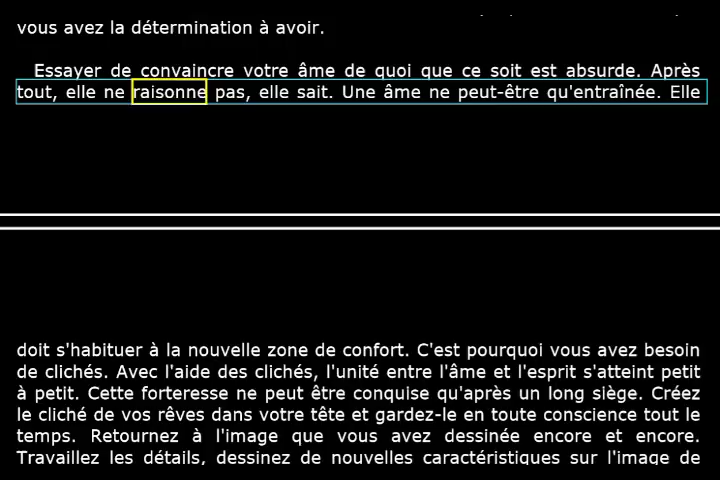 vous avez la détermination à avoir.
Essayer de convaincre votre âme de quoi que ce soit est absurde. Après
tout, elle ne raisonne pas, elle sait. Une âme ne peut-être qu'entraînée. Elle
doit s'habituer à la nouvelle zone de confort. C'est pourquoi vous avez besoin
de clichés. Avec l'aide des clichés, l'unité entre l'âme et l'esprit s'atteint petit
à petit. Cette forteresse ne peut être conquise qu'après un long siège. Créez
le cliché de vos rêves dans votre tête et gardez-le en toute conscience tout le
temps. Retournez à l'image que vous avez dessinée encore et encore.
Travaillez les détails, dessinez de nouvelles caractéristiques sur l'image de